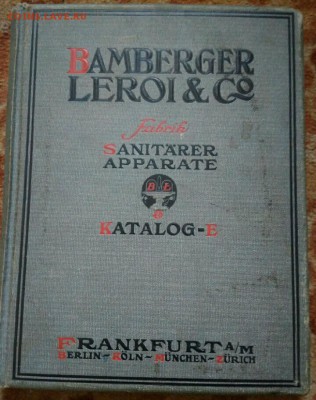 BAMBERGER
LEROI & Co
Fabrik
SANITÄRER
APPARATE
KATALOG-E
FRANKFURT A/M
BERLIN-KÖLN-MÜNCHEN-ZÜRICH